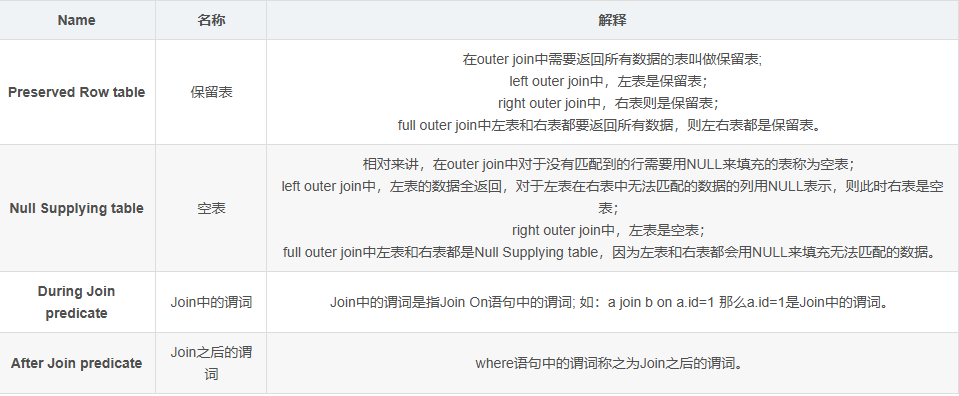 Name 名称 解释
Preserved Row table 保留表 在outer join中需要返回所有数据的表叫做保留表;
left outer join中，左表是保留表；
right outer join中，右表则是保留表；
full outer join中左表和右表都要返回所有数据，则左右表都是保留表。
Null Supplying table 空表 相对来讲，在outer join中对于没有匹配到的行需要用NULL来填充的表称为空表；
left outer join中，左表的数据全返回，对于左表在右表中无法匹配的数据的列用NULL表示，则此时右表是空
表；
right outer join中，左表是空表；
full outer join中左表和右表都是Null Supplying table，因为左表和右表都会用NULL来填充无法匹配的数据。
During Join
predicate
Join中的谓词 Join中的谓词是指Join On语句中的谓词; 如：a join b on a.id=1 那么a.id=1是Join中的谓词。
After Join predicate
Join之后的谓
词
where语句中的谓词称之为Join之后的谓词。